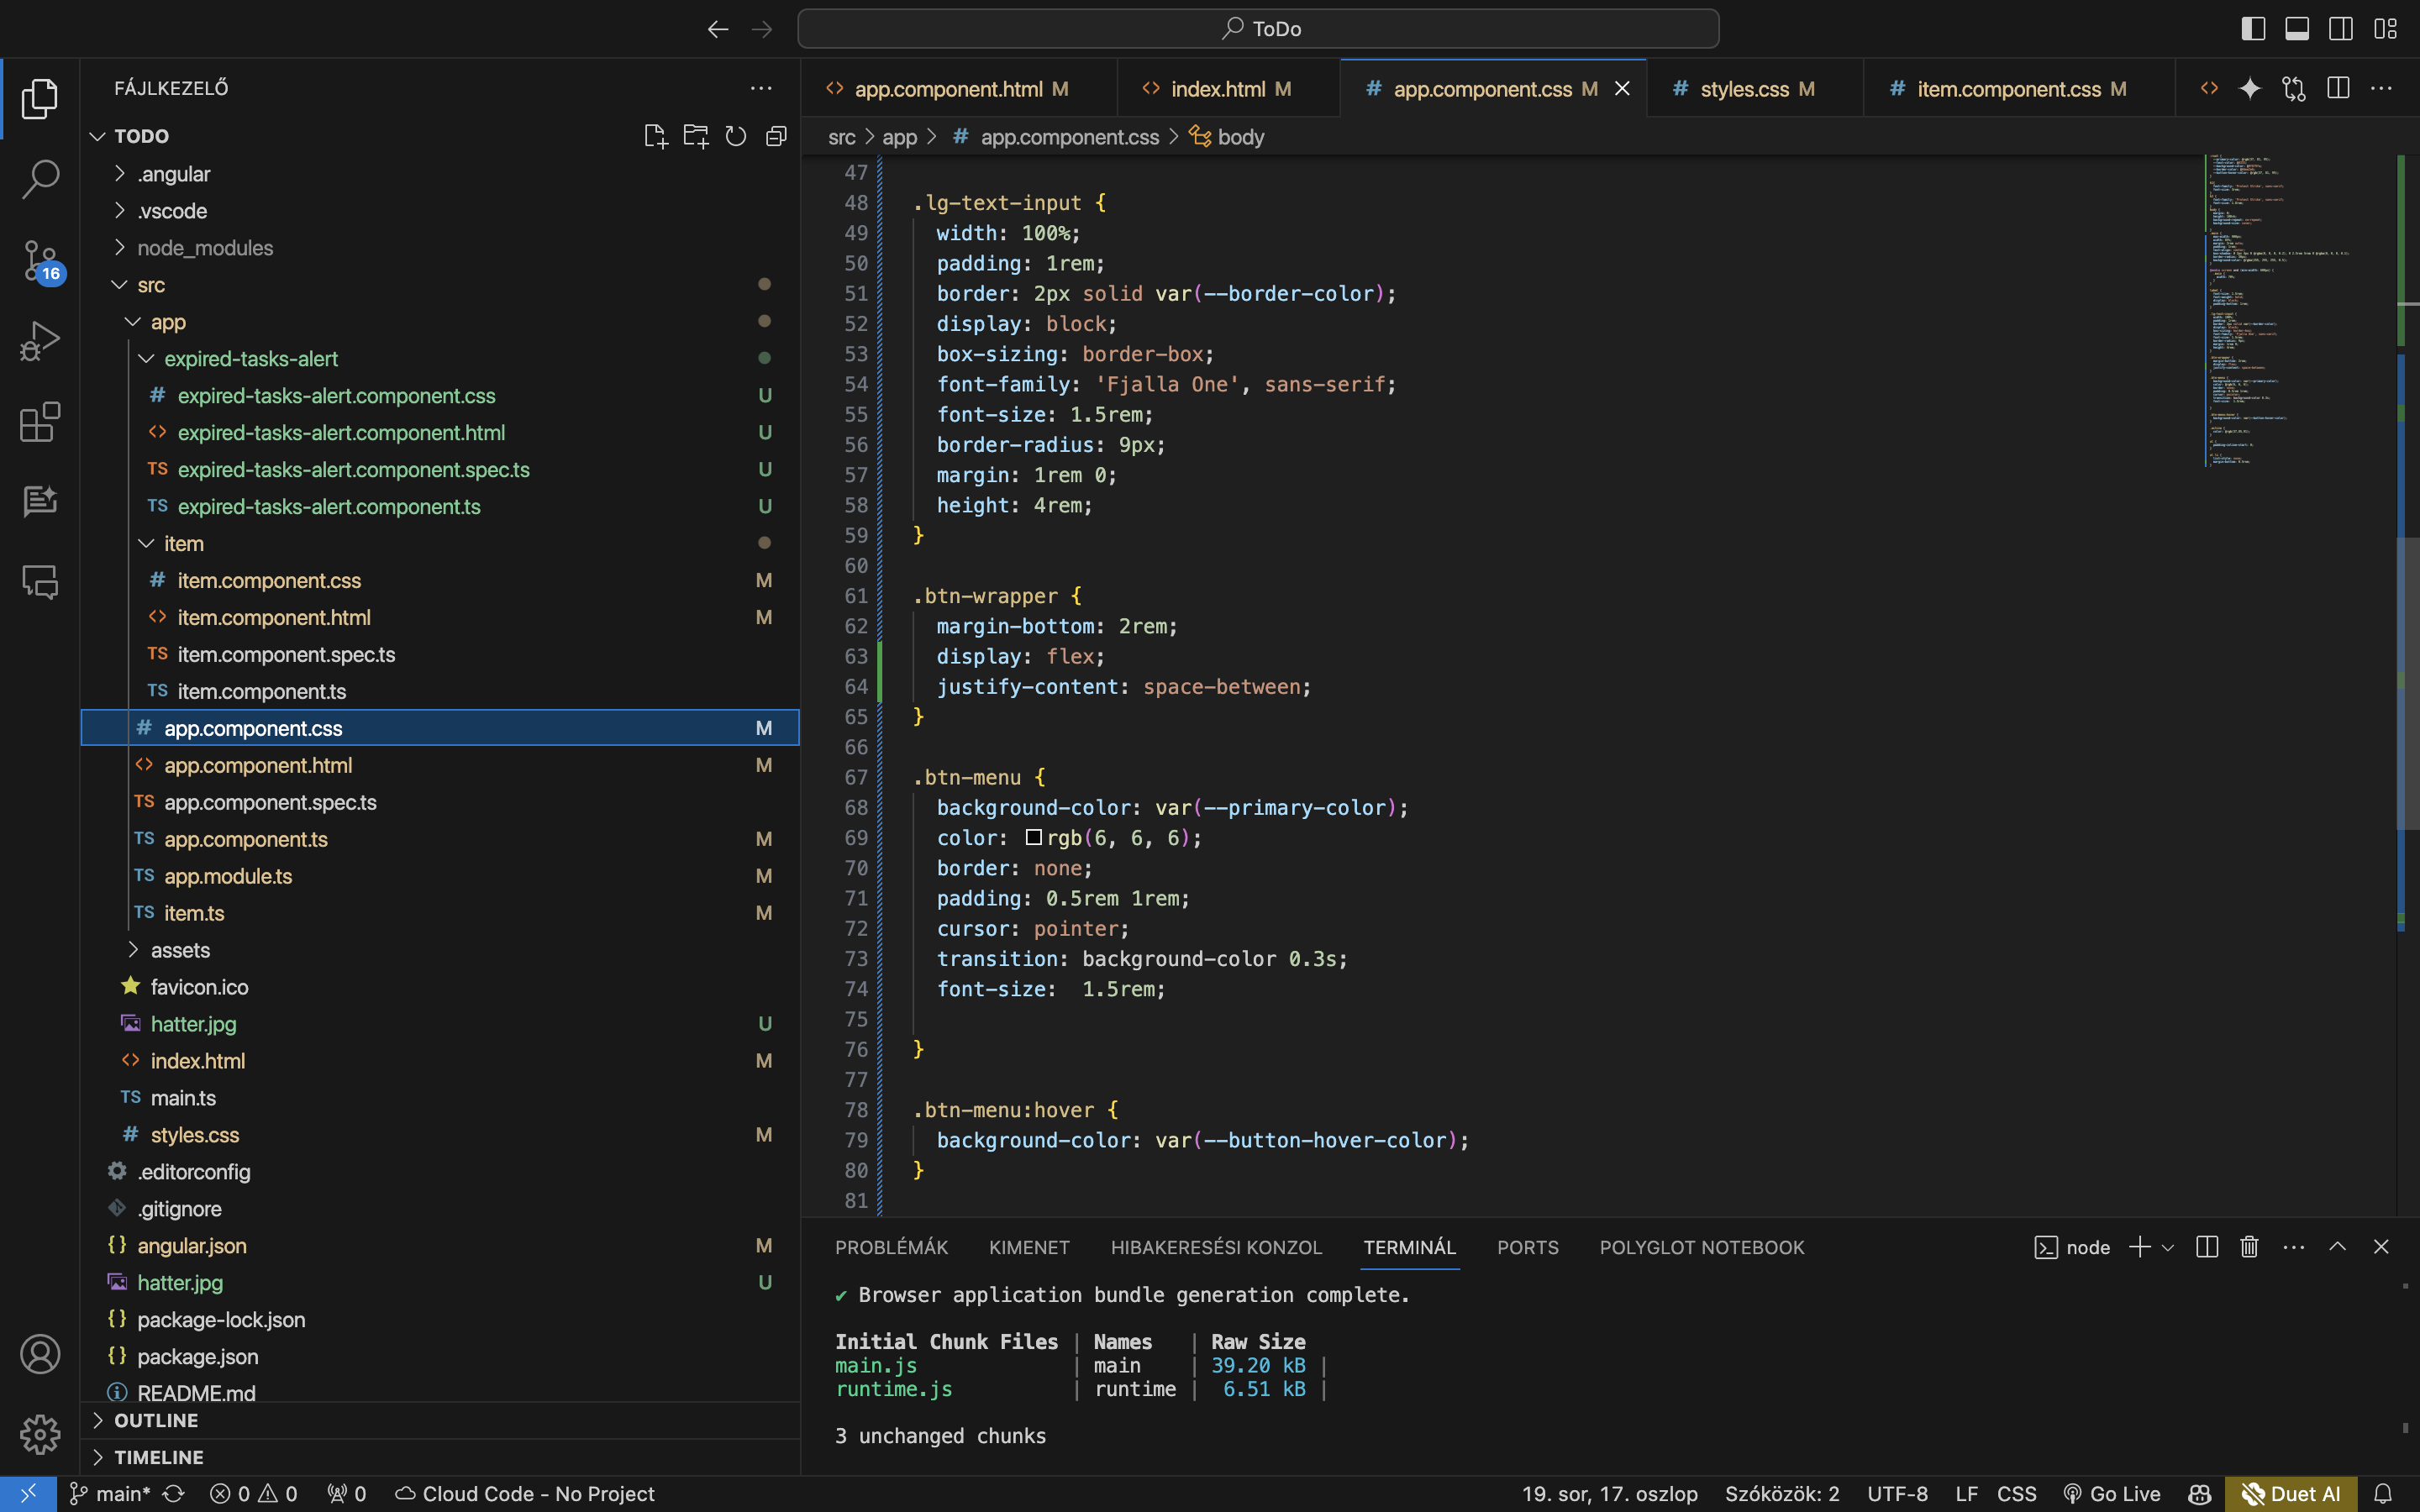 ToDo
FÁJLKEZELŐ
TODO
.angular
.vscode
node_modules
16
src
app
expired-tasks-alert
# expired-tasks-alert.component.css U
<> expired-tasks-alert.component.html U
TS expired-tasks-alert.component.spec.ts U
TS expired-tasks-alert.component.ts U
item
# item.component.css M
<> item.component.html M
TS item.component.spec.ts
TS item.component.ts
# app.component.css M
<> app.component.html M
TS app.component.spec.ts
TS app.component.ts M
TS app.module.ts M
TS item.ts M
assets
favicon.ico
hatter.jpg U
<> index.html M
TS main.ts
# styles.css M
.editorconfig
.gitignore
{} angular.json M
hatter.jpg U
{} package-lock.json
{} package.json
README.md
OUTLINE
TIMELINE
<> app.component.html M <> index.html M # app.component.css M # styles.css M # item.component.css M
src > app > # app.component.css > body
47
48 .lg-text-input {
49 width: 100%;
50 padding: 1rem;
51 border: 2px solid var(--border-color);
52 display: block;
53 box-sizing: border-box;
54 font-family: 'Fjalla One', sans-serif;
55 font-size: 1.5rem;
56 border-radius: 9px;
57 margin: 1rem 0;
58 height: 4rem;
59 }
60
61 .btn-wrapper {
62 margin-bottom: 2rem;
63 display: flex;
64 justify-content: space-between;
65 }
66
67 .btn-menu {
68 background-color: var(--primary-color);
69 color: rgb(6, 6, 6);
70 border: none;
71 padding: 0.5rem 1rem;
72 cursor: pointer;
73 transition: background-color 0.3s;
74 font-size:  1.5rem;
75
76 }
77
78 .btn-menu:hover {
79 background-color: var(--button-hover-color);
80 }
81
PROBLÉMÁK KIMENET HIBAKERESÉSI KONZOL TERMINÁL PORTS POLYGLOT NOTEBOOK node
✔ Browser application bundle generation complete.
Initial Chunk Files | Names | Raw Size
main.js | main | 39.20 kB |
runtime.js | runtime | 6.51 kB |
3 unchanged chunks
main* 0 0 0 Cloud Code - No Project 19. sor, 17. oszlop Szóközök: 2 UTF-8 LF CSS Go Live Duet AI